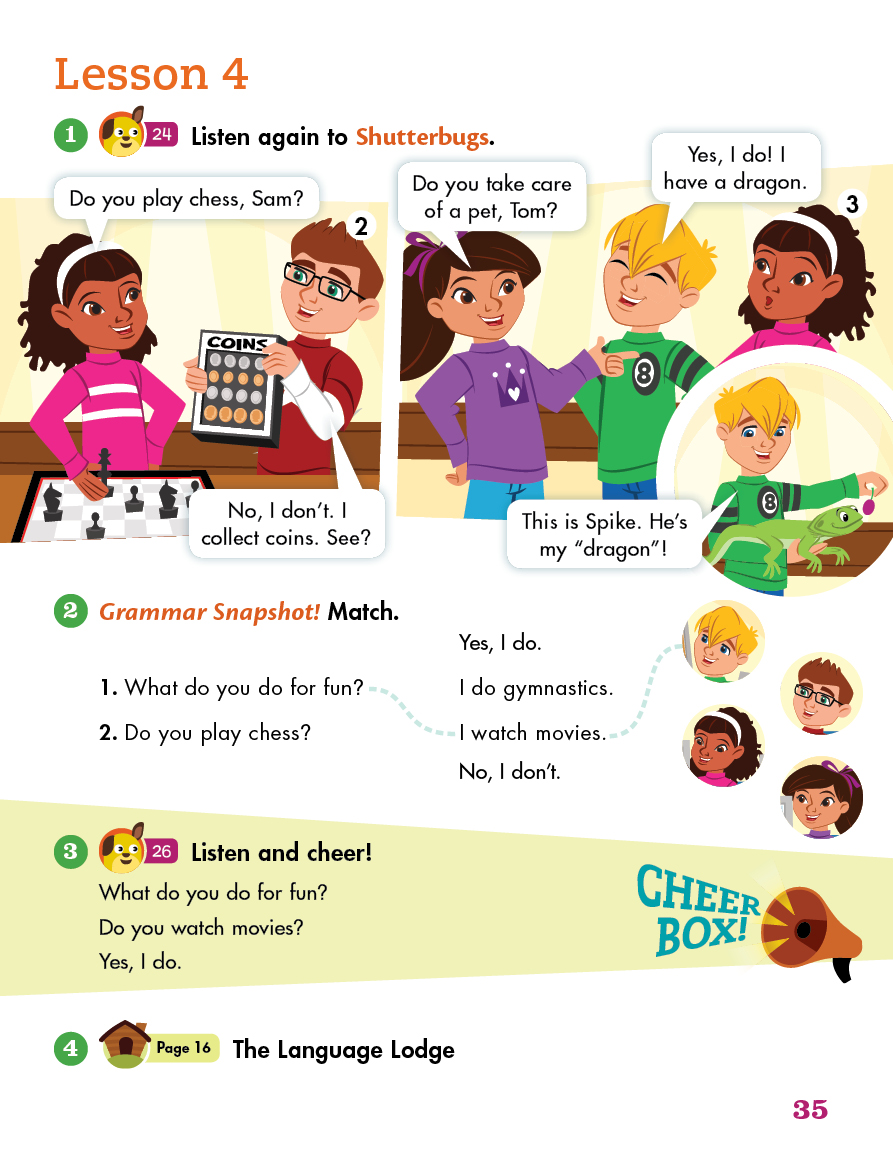 Lesson 4
1 24 Listen again to Shutterbugs.
Do you play chess, Sam?
2
COINS
No, I don't. I
collect coins. See?
Do you take care
of a pet, Tom?
Yes, I do! I
have a dragon.
3
8
8
This is Spike. He's
my “dragon”!
2 Grammar Snapshot! Match.
1. What do you do for fun?
2. Do you play chess?
Yes, I do.
I do gymnastics.
I watch movies.
No, I don't.
3 26 Listen and cheer!
What do you do for fun?
Do you watch movies?
Yes, I do.
CHEER
BOX!
4 Page 16 The Language Lodge
35